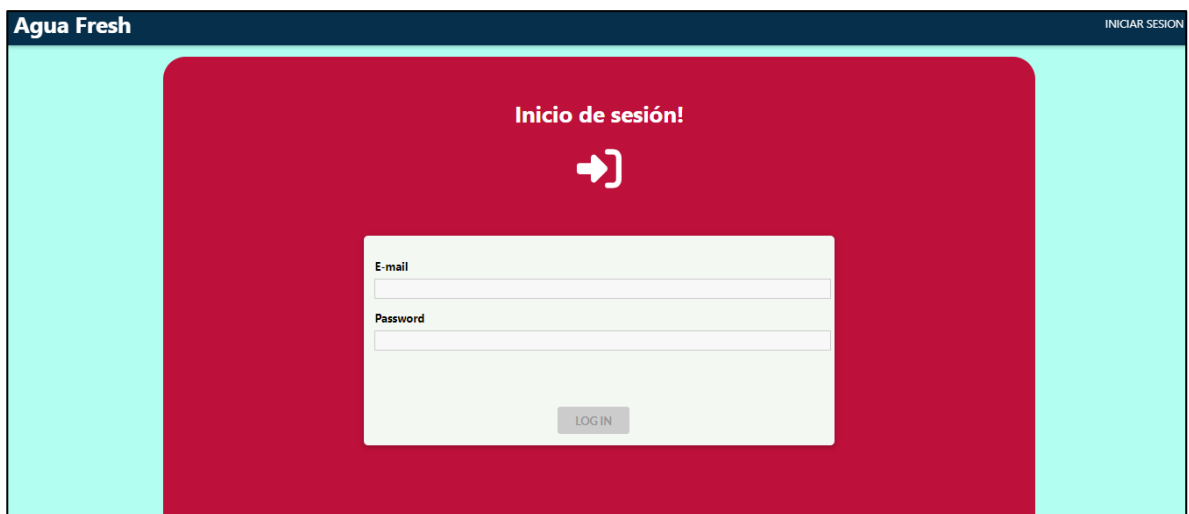 Agua Fresh
INICIAR SESION
Inicio de sesión!
E-mail
Password
LOG IN